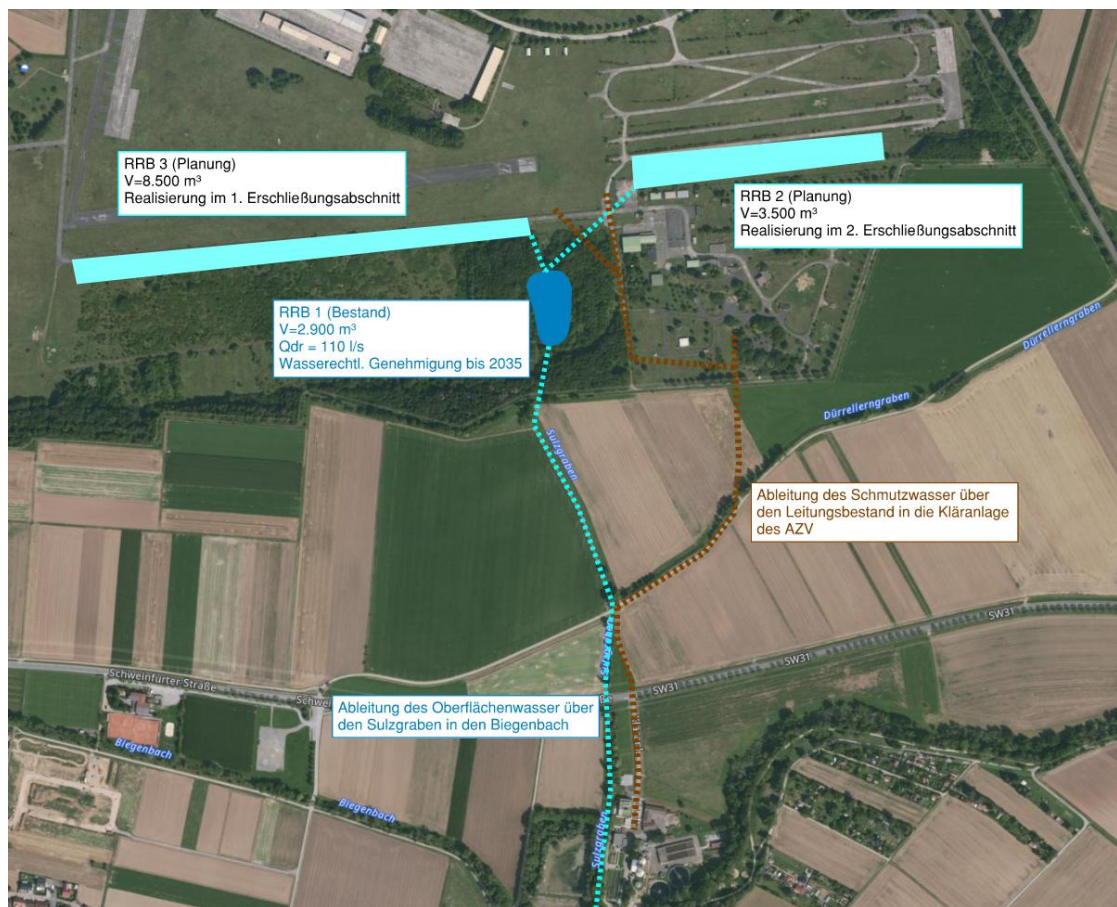 RRB 3 (Planung)
V=8.500 m³
Realisierung im 1. Erschließungsabschnitt
RRB 2 (Planung)
V=3.500 m³
Realisierung im 2. Erschließungsabschnitt
RRB 1 (Bestand)
V=2.900 m³
Qdr = 110 l/s
Wasserechtl. Genehmigung bis 2035
Dürrellerngraben
Dürrellerngraben
Sulzgraben
Ableitung des Schmutzwasser über
den Leitungsbestand in die Kläranlage
des AZV
SW31
Sulzgraben
SW31
Schweinfurter Straße
Ableitung des Oberflächenwasser über
den Sulzgraben in den Biegenbach
Biegenbach
Biegenbach
Sulzgraben